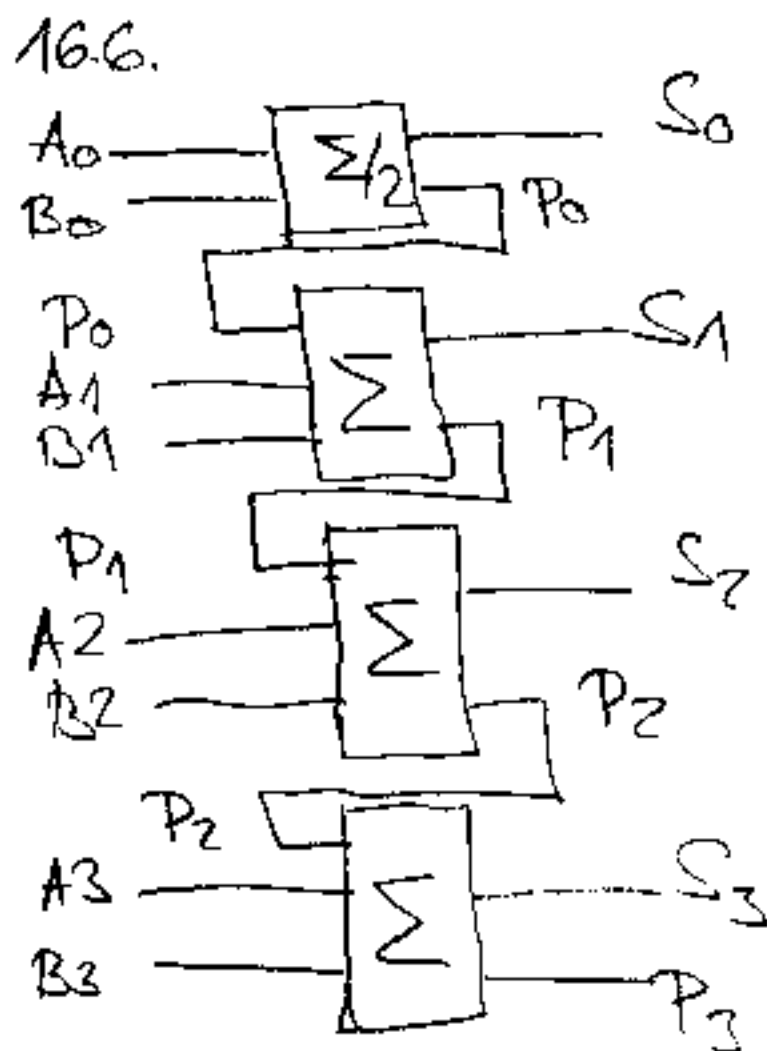 16.6.
A0 Σ/2 S0
B0 P0
P0 S1
A1 Σ
B1 P1
P1 S2
A2 Σ
B2 P2
P2
A3 Σ S3
B3 P3